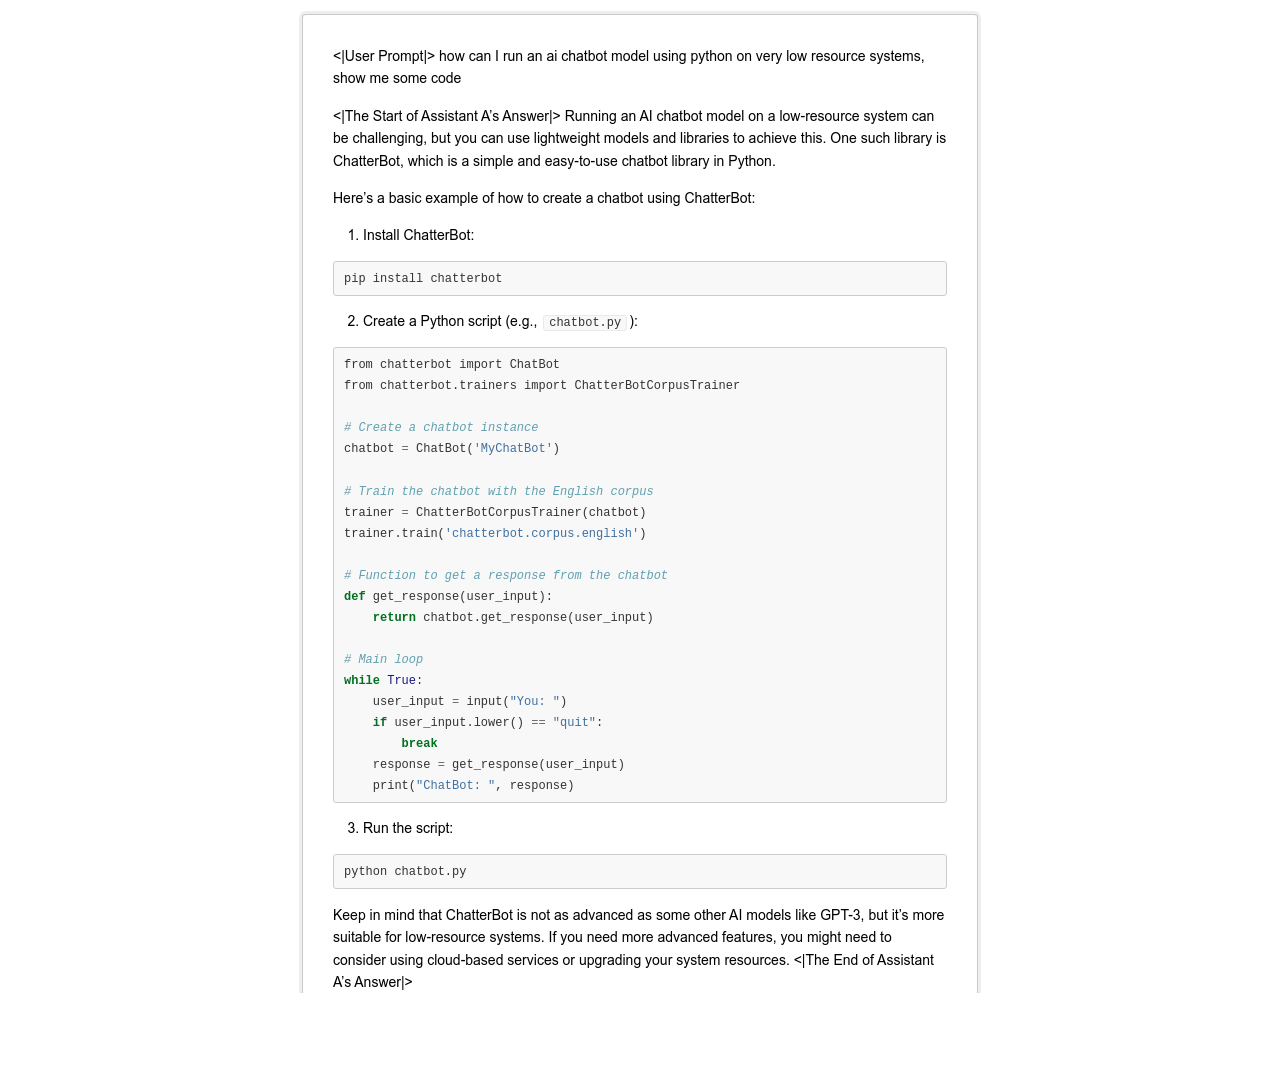 <|User Prompt|> how can I run an ai chatbot model using python on very low resource systems,
show me some code
<|The Start of Assistant A’s Answer|> Running an AI chatbot model on a low-resource system can
be challenging, but you can use lightweight models and libraries to achieve this. One such library is
ChatterBot, which is a simple and easy-to-use chatbot library in Python.
Here’s a basic example of how to create a chatbot using ChatterBot:
1. Install ChatterBot:
pip install chatterbot
2. Create a Python script (e.g., chatbot.py ):
from chatterbot import ChatBot
from chatterbot.trainers import ChatterBotCorpusTrainer

# Create a chatbot instance
chatbot = ChatBot('MyChatBot')

# Train the chatbot with the English corpus
trainer = ChatterBotCorpusTrainer(chatbot)
trainer.train('chatterbot.corpus.english')

# Function to get a response from the chatbot
def get_response(user_input):
    return chatbot.get_response(user_input)

# Main loop
while True:
    user_input = input("You: ")
    if user_input.lower() == "quit":
        break
    response = get_response(user_input)
    print("ChatBot: ", response)
3. Run the script:
python chatbot.py
Keep in mind that ChatterBot is not as advanced as some other AI models like GPT-3, but it’s more
suitable for low-resource systems. If you need more advanced features, you might need to
consider using cloud-based services or upgrading your system resources. <|The End of Assistant
A’s Answer|>